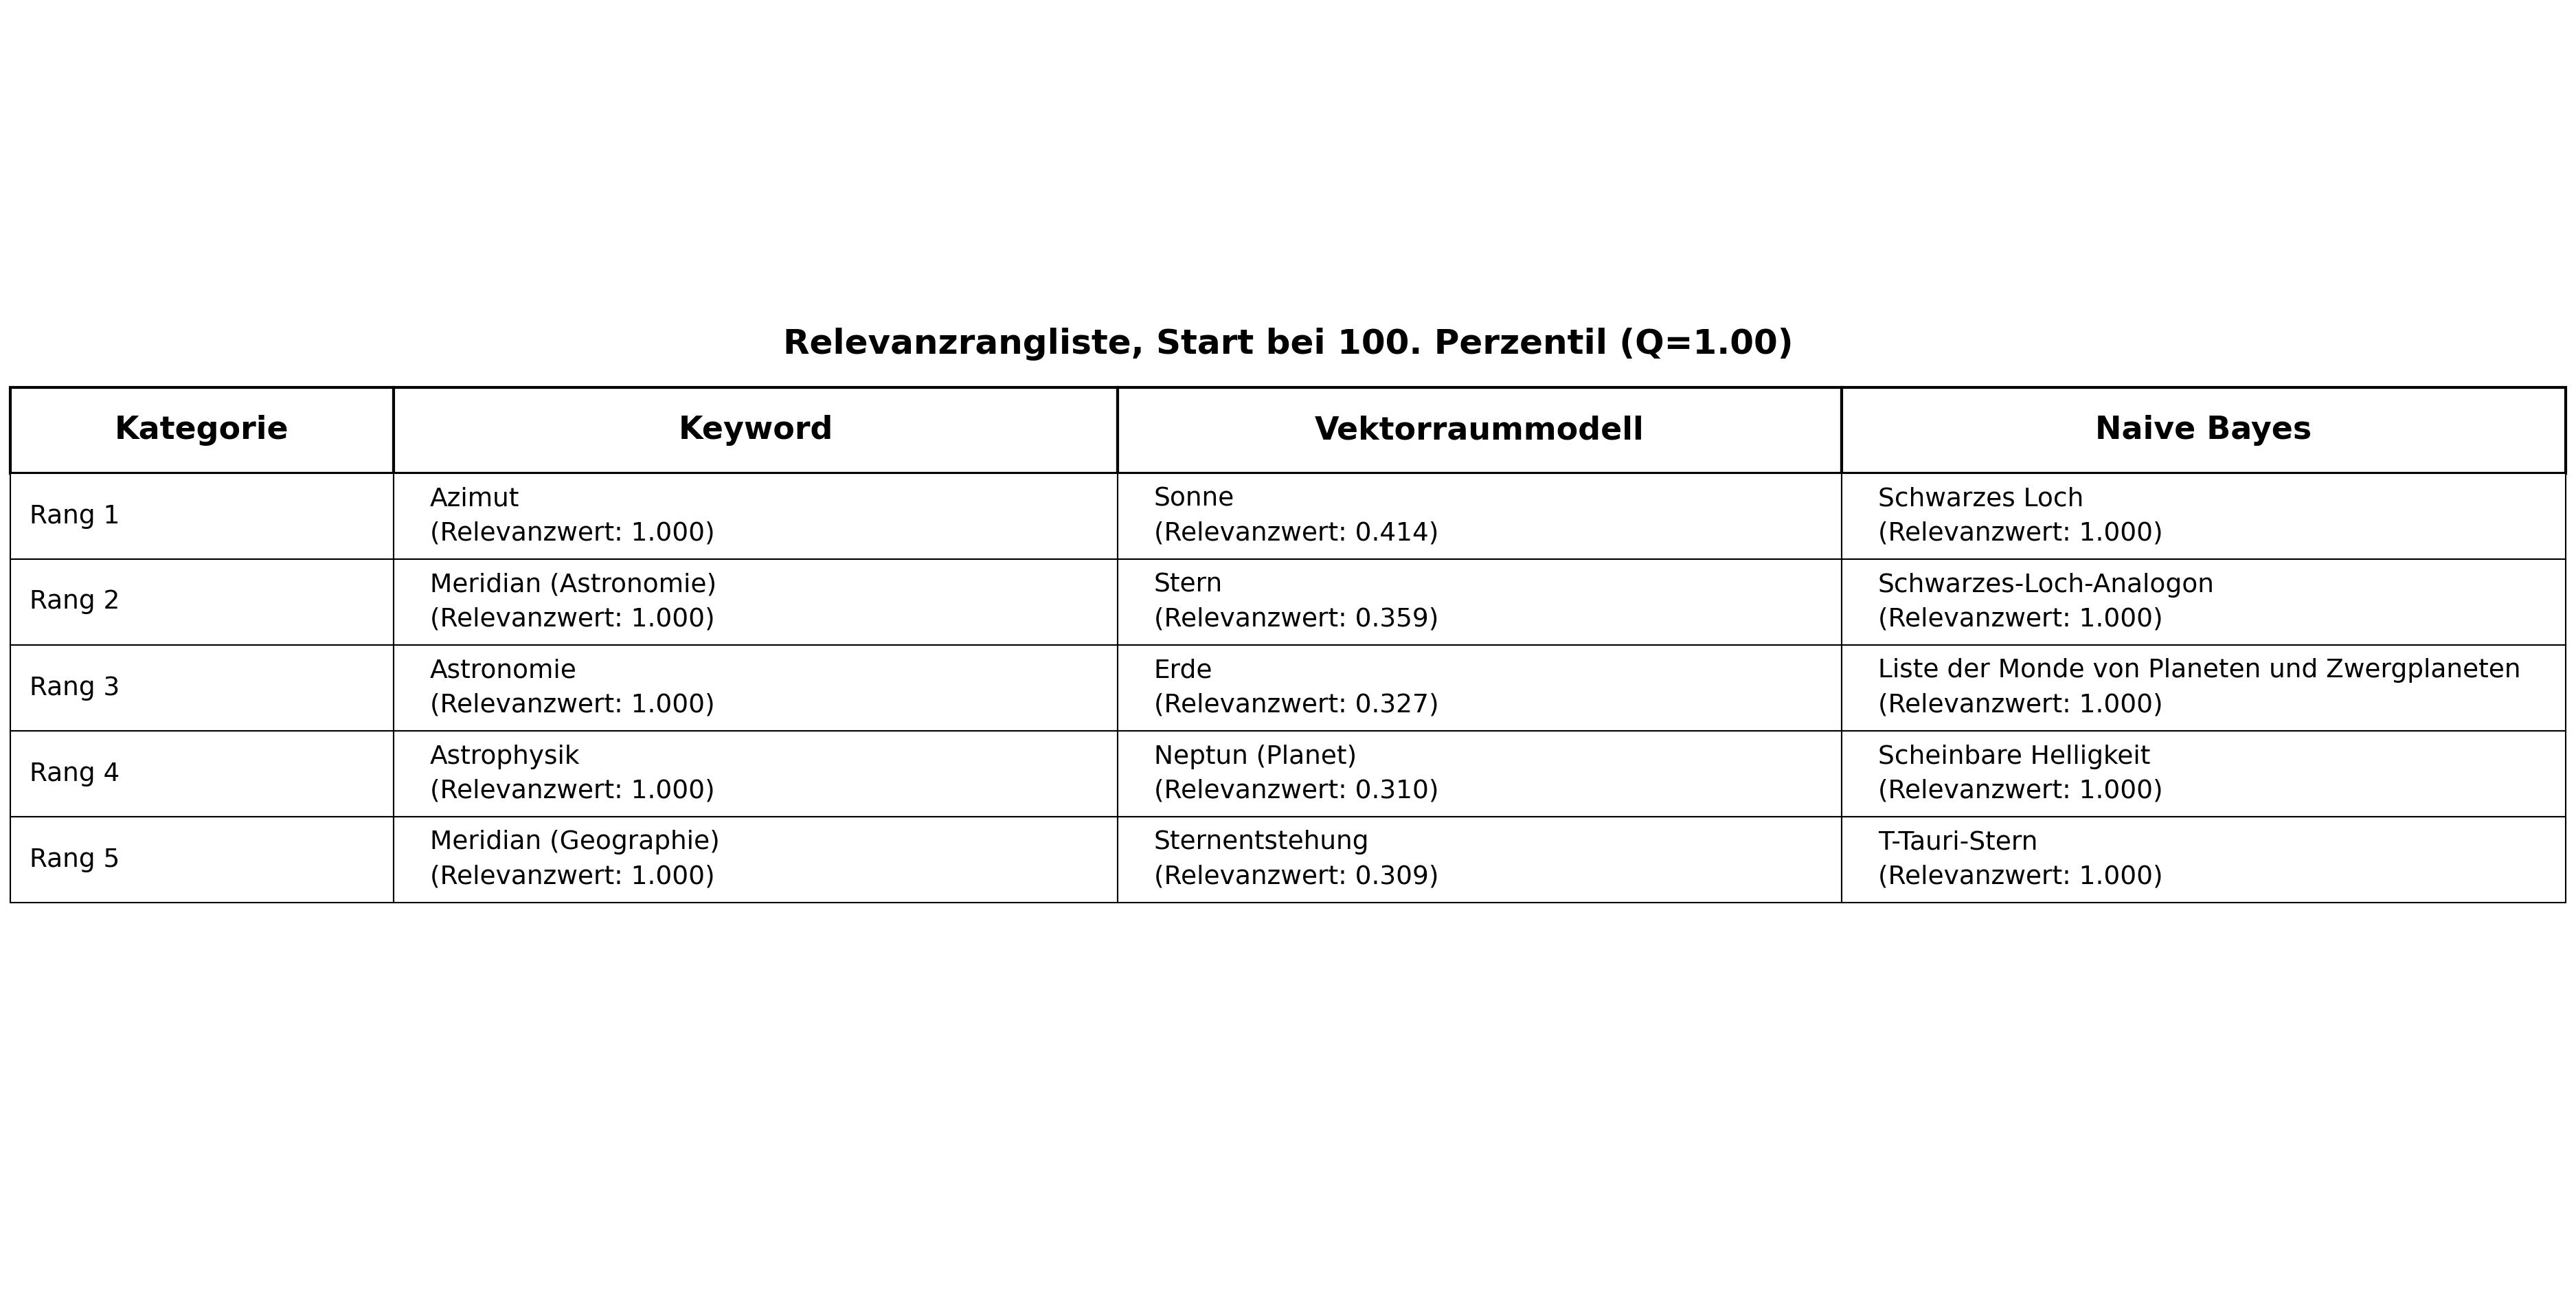 Relevanzrangliste, Start bei 100. Perzentil (Q=1.00)
Kategorie
Keyword
Vektorraummodell
Naive Bayes
Rang 1
Azimut
(Relevanzwert: 1.000)
Sonne
(Relevanzwert: 0.414)
Schwarzes Loch
(Relevanzwert: 1.000)
Rang 2
Meridian (Astronomie)
(Relevanzwert: 1.000)
Stern
(Relevanzwert: 0.359)
Schwarzes-Loch-Analogon
(Relevanzwert: 1.000)
Rang 3
Astronomie
(Relevanzwert: 1.000)
Erde
(Relevanzwert: 0.327)
Liste der Monde von Planeten und Zwergplaneten
(Relevanzwert: 1.000)
Rang 4
Astrophysik
(Relevanzwert: 1.000)
Neptun (Planet)
(Relevanzwert: 0.310)
Scheinbare Helligkeit
(Relevanzwert: 1.000)
Rang 5
Meridian (Geographie)
(Relevanzwert: 1.000)
Sternentstehung
(Relevanzwert: 0.309)
T-Tauri-Stern
(Relevanzwert: 1.000)